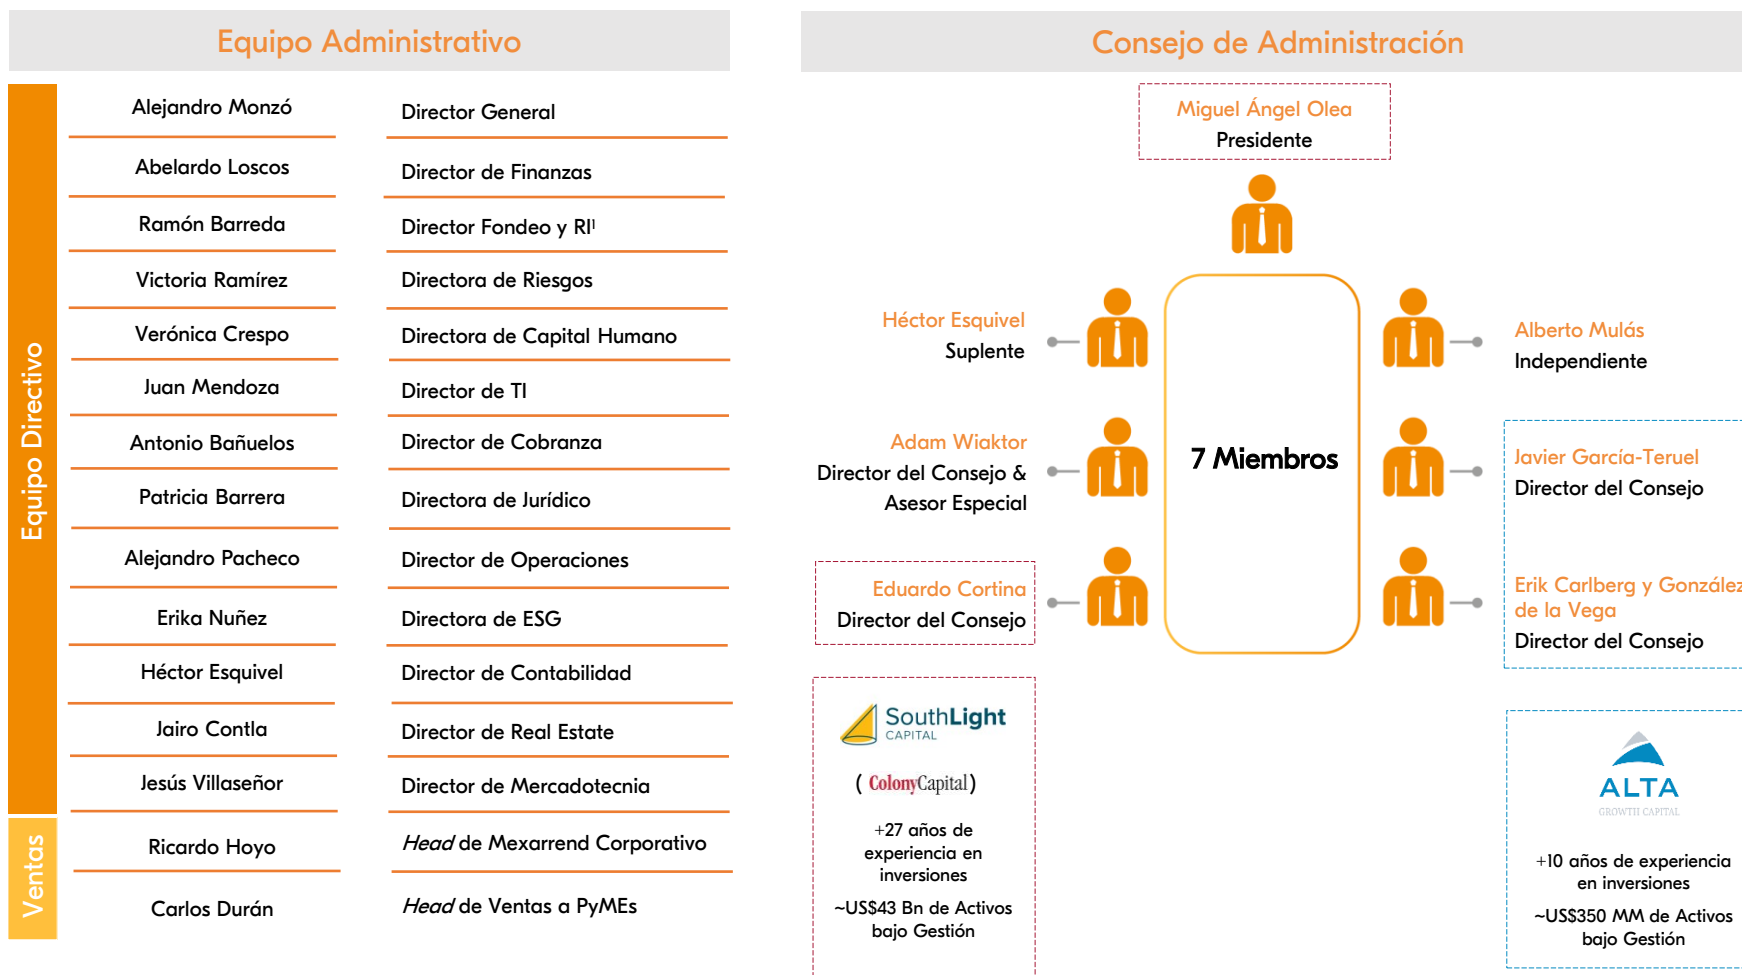 Equipo Administrativo
Equipo Directivo
Alejandro Monzó Director General
Abelardo Loscos Director de Finanzas
Ramón Barreda Director Fondeo y RI¹
Victoria Ramírez Directora de Riesgos
Verónica Crespo Directora de Capital Humano
Juan Mendoza Director de TI
Antonio Bañuelos Director de Cobranza
Patricia Barrera Directora de Jurídico
Alejandro Pacheco Director de Operaciones
Erika Nuñez Directora de ESG
Héctor Esquivel Director de Contabilidad
Jairo Contla Director de Real Estate
Jesús Villaseñor Director de Mercadotecnia
Ventas
Ricardo Hoyo Head de Mexarrend Corporativo
Carlos Durán Head de Ventas a PyMEs
Consejo de Administración
Miguel Ángel Olea
Presidente
Héctor Esquivel
Suplente
Adam Wiaktor
Director del Consejo &
Asesor Especial
Eduardo Cortina
Director del Consejo
7 Miembros
Alberto Mulás
Independiente
Javier García-Teruel
Director del Consejo
Erik Carlberg y González
de la Vega
Director del Consejo
SouthLight
CAPITAL
( ColonyCapital)
+27 años de
experiencia en
inversiones
~US$43 Bn de Activos
bajo Gestión
ALTA
GROWTH CAPITAL
+10 años de experiencia
en inversiones
~US$350 MM de Activos
bajo Gestión